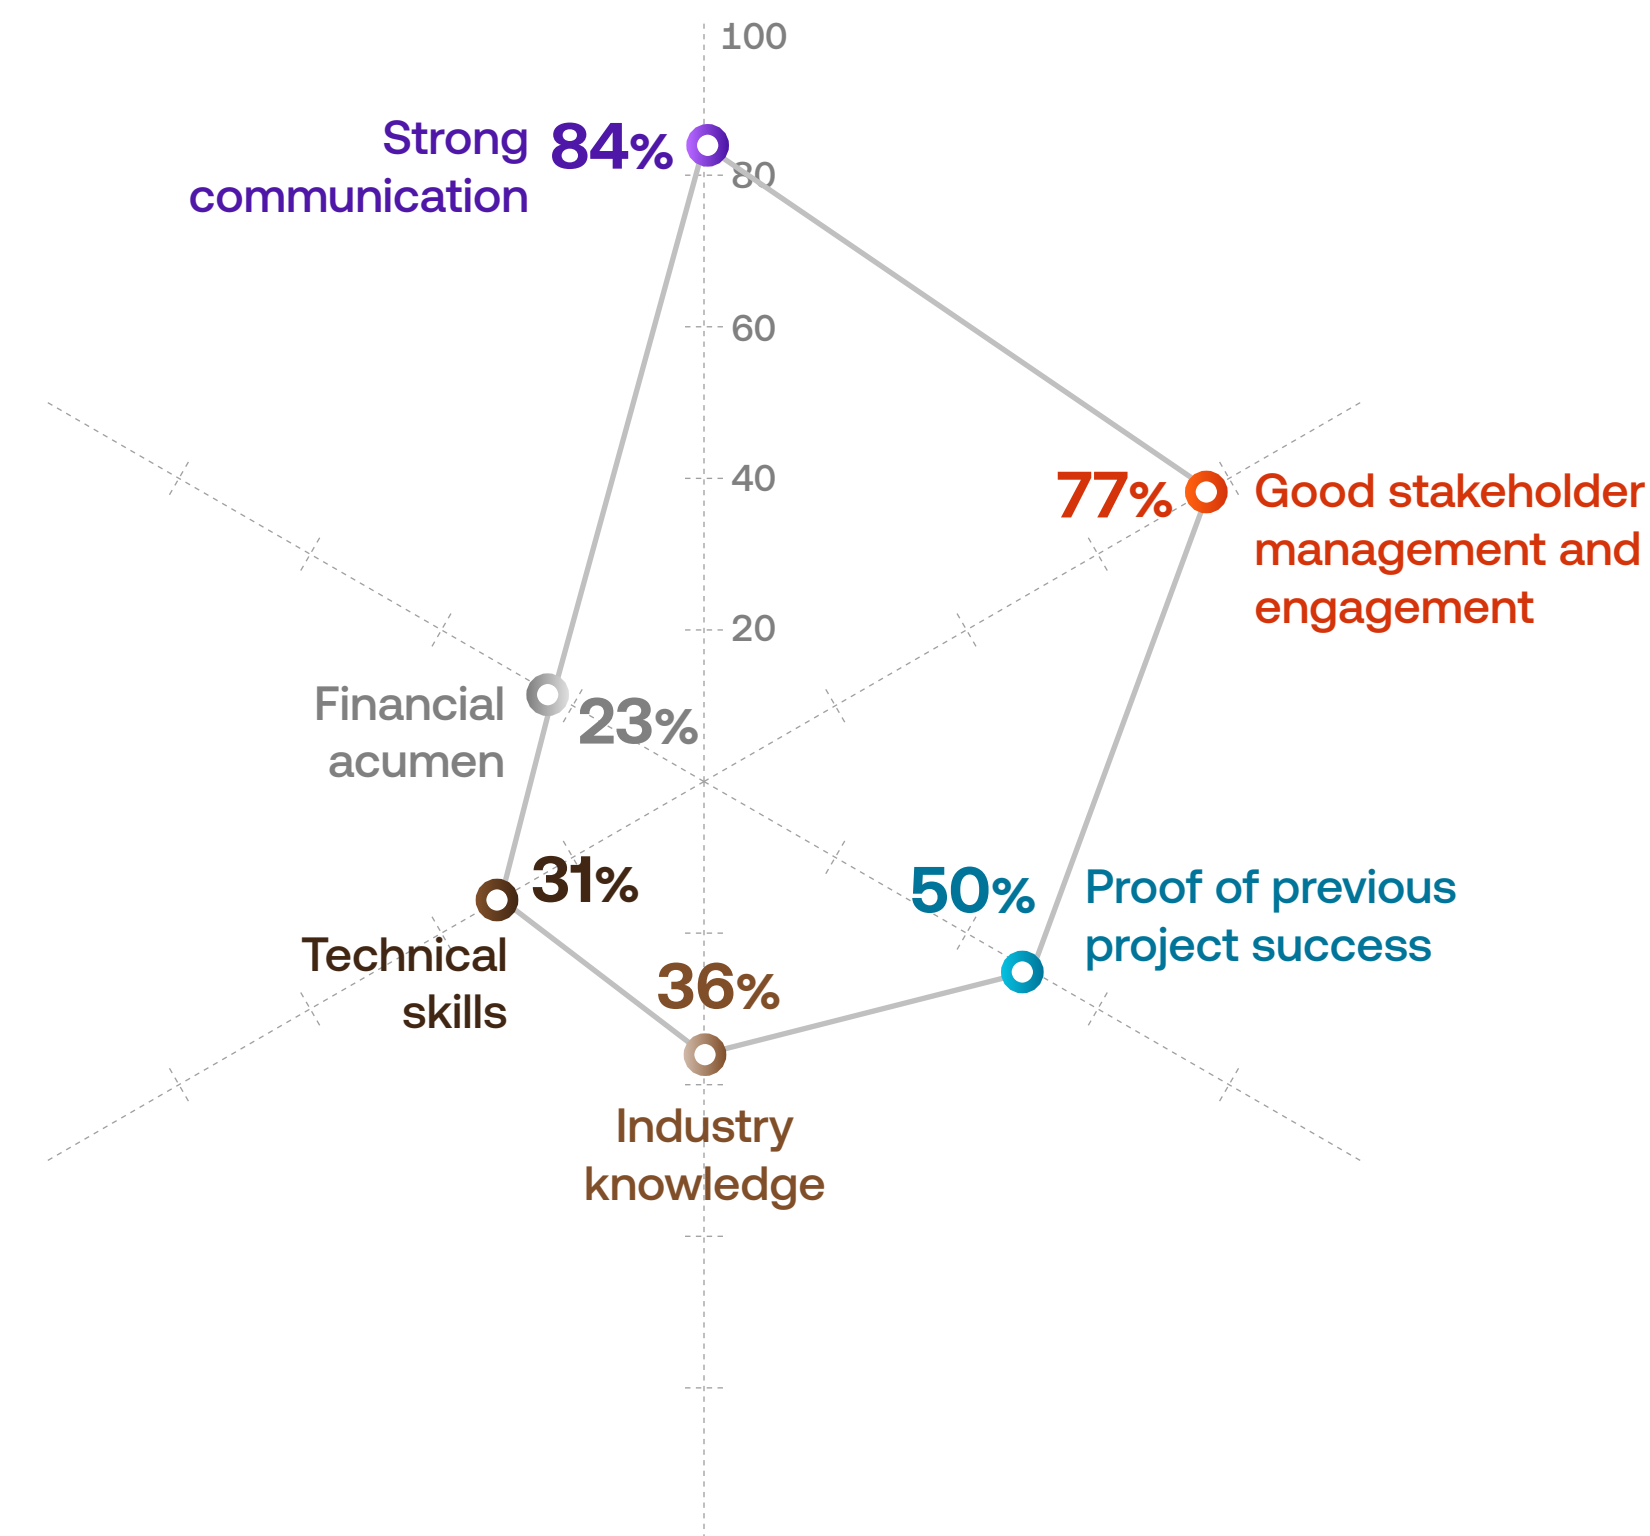 100
Strong
communication
84%
80
60
40
20
77%
Good stakeholder
management and
engagement
Financial
acumen
23%
31%
Technical
skills
50%
Proof of previous
project success
36%
Industry
knowledge